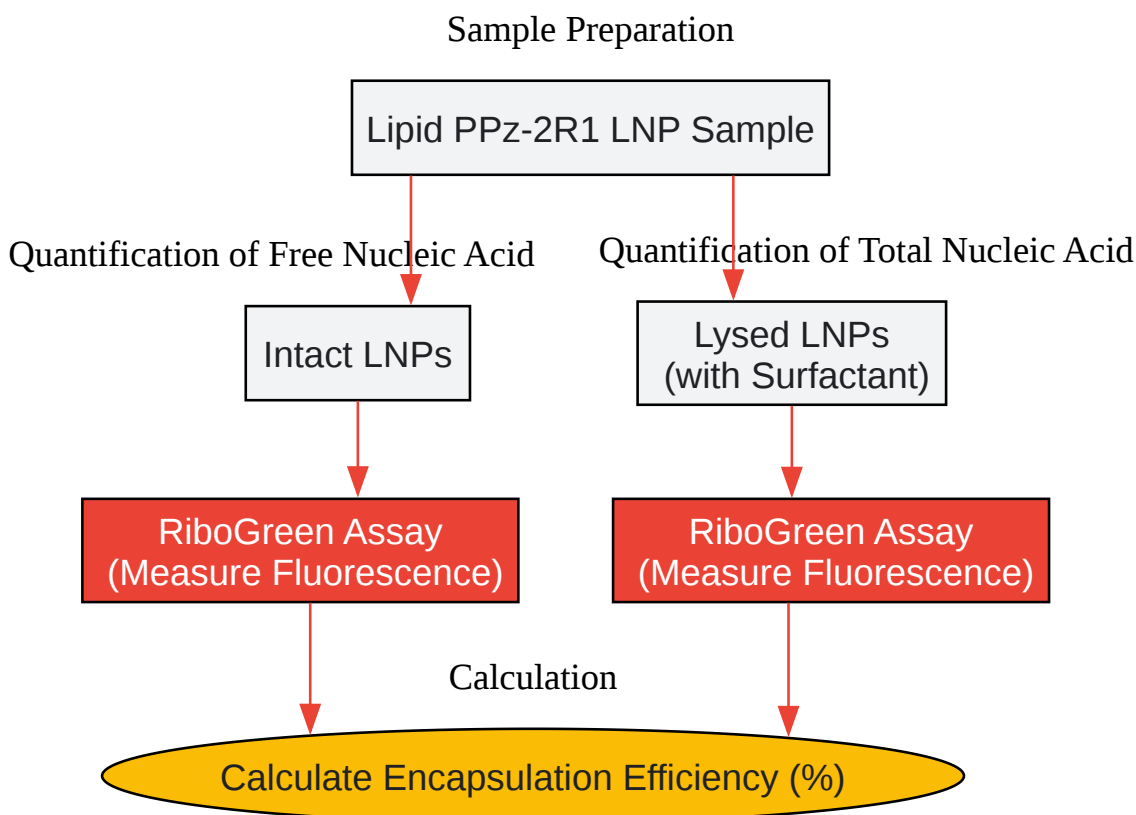 Sample Preparation
Lipid PPz-2R1 LNP Sample
Quantification of Free Nucleic Acid
Quantification of Total Nucleic Acid
Intact LNPs
Lysed LNPs
(with Surfactant)
RiboGreen Assay
(Measure Fluorescence)
RiboGreen Assay
(Measure Fluorescence)
Calculation
Calculate Encapsulation Efficiency (%)